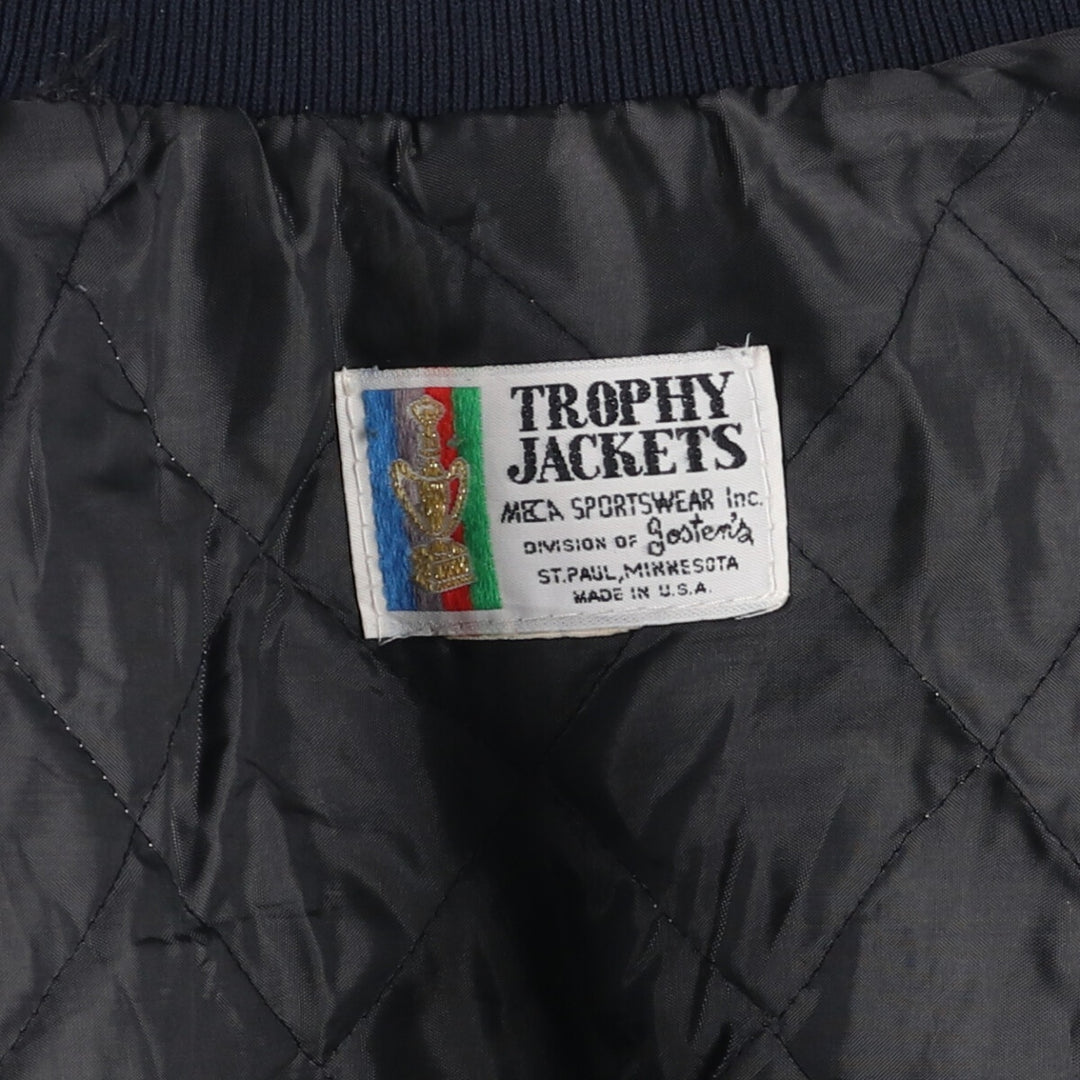 TROPHY
JACKETS
MECA SPORTSWEAR Inc.
DIVISION OF Josten's
ST. PAUL, MINNESOTA
MADE IN U.S.A.